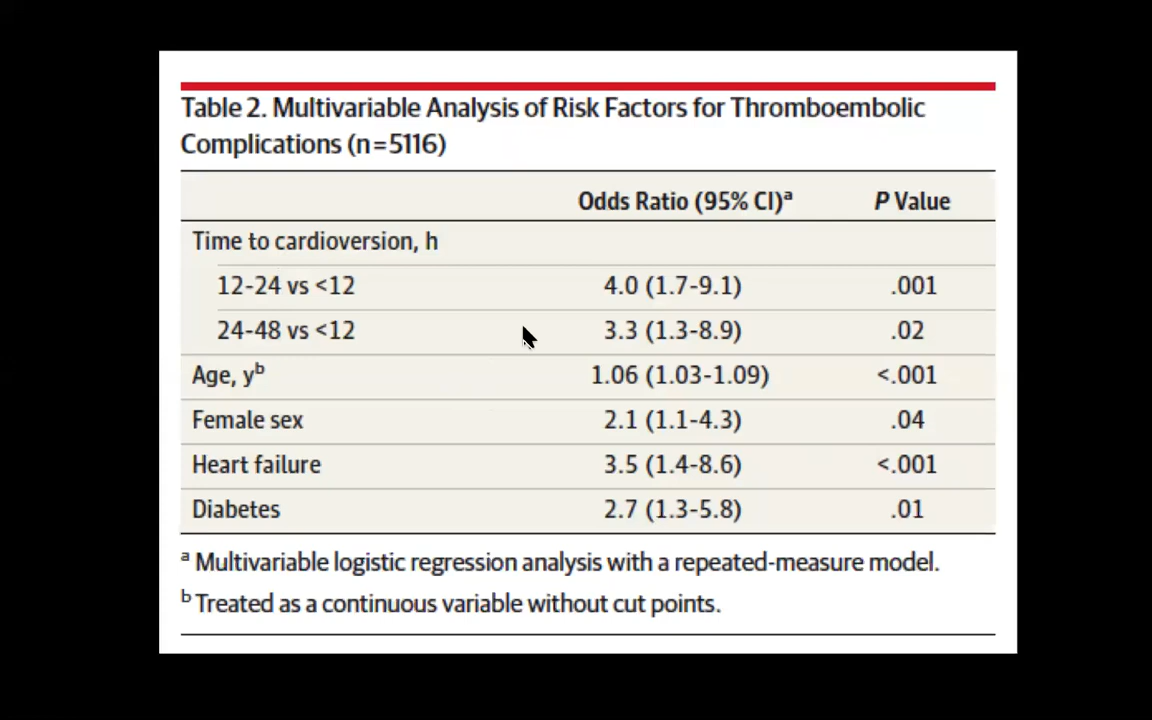 Table 2. Multivariable Analysis of Risk Factors for Thromboembolic
Complications (n=5116)
Odds Ratio (95% CI)a P Value
Time to cardioversion, h
12-24 vs <12 4.0 (1.7-9.1) .001
24-48 vs <12 3.3 (1.3-8.9) .02
Age, yb 1.06 (1.03-1.09) <.001
Female sex 2.1 (1.1-4.3) .04
Heart failure 3.5 (1.4-8.6) <.001
Diabetes 2.7 (1.3-5.8) .01
a Multivariable logistic regression analysis with a repeated-measure model.
b Treated as a continuous variable without cut points.